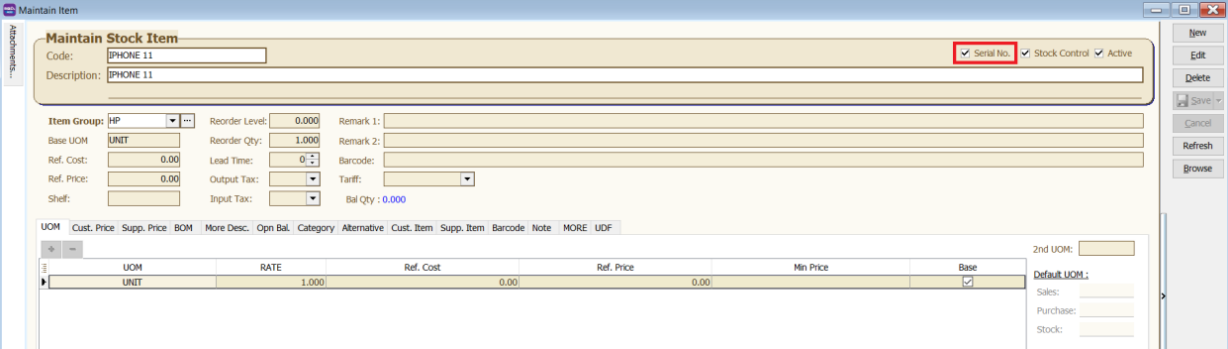 Maintain Item
Attachments...
Maintain Stock Item
Code: IPHONE 11
Serial No. Stock Control Active
Description: IPHONE 11
New
Edit
Delete
Save
Cancel
Refresh
Browse
Item Group: HP Reorder Level: 0.000 Remark 1:
Base UOM UNIT Reorder Qty: 1.000 Remark 2:
Ref. Cost: 0.00 Lead Time: 0 Barcode:
Ref. Price: 0.00 Output Tax: Tariff:
Shelf: Input Tax: Bal Qty : 0.000
UOM Cust. Price Supp. Price BOM More Desc. Opn Bal. Category Alternative Cust. Item Supp. Item Barcode Note MORE UDF
+ −
2nd UOM:
UOM RATE Ref. Cost Ref. Price Min Price Base
UNIT 1.000 0.00 0.00
Default UOM :
Sales:
Purchase:
Stock: